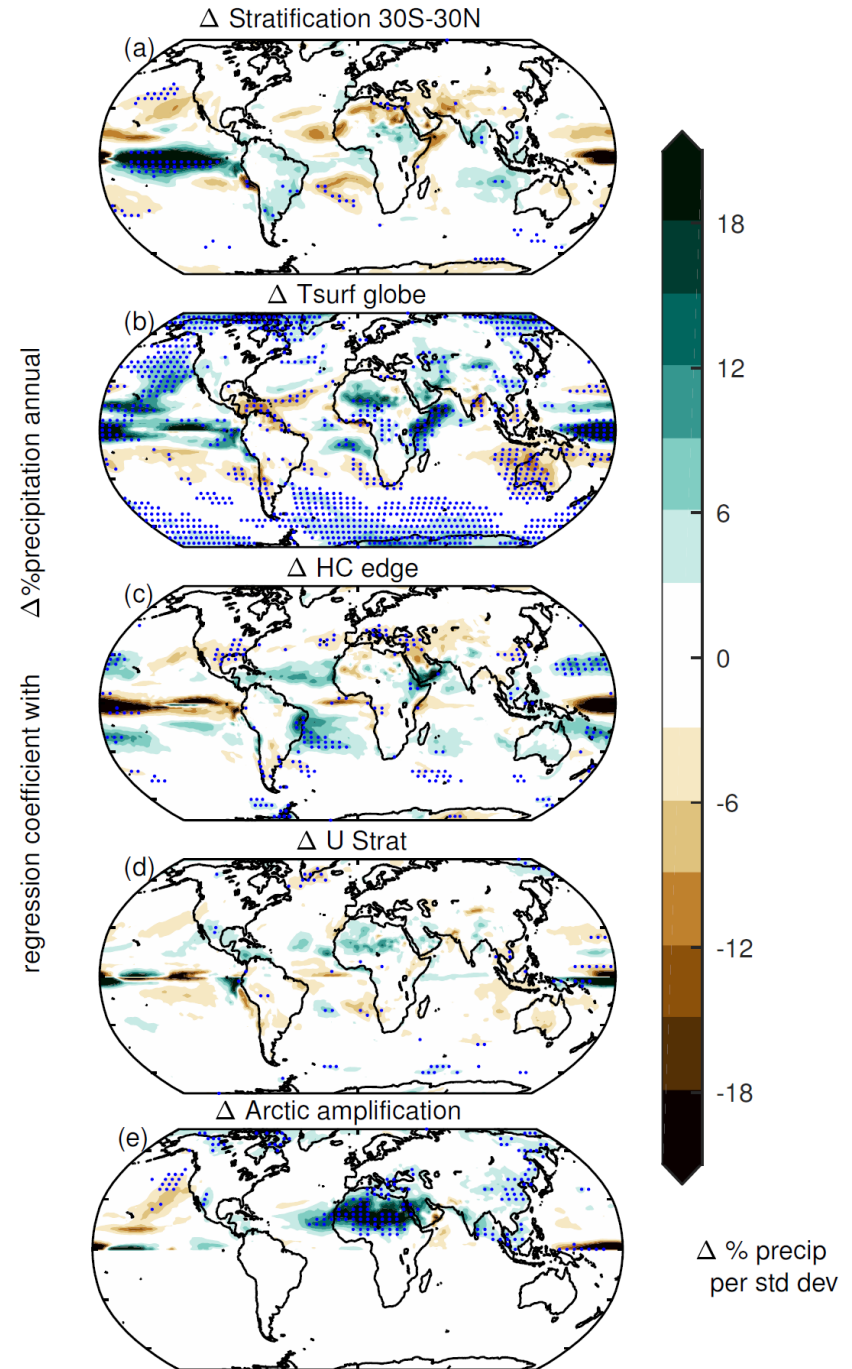 Δ Stratification 30S-30N
(a)
Δ Tsurf globe
(b)
Δ HC edge
(c)
Δ U Strat
(d)
Δ Arctic amplification
(e)
regression coefficient with Δ%precipitation annual
18
12
6
0
-6
-12
-18
Δ % precip
per std dev